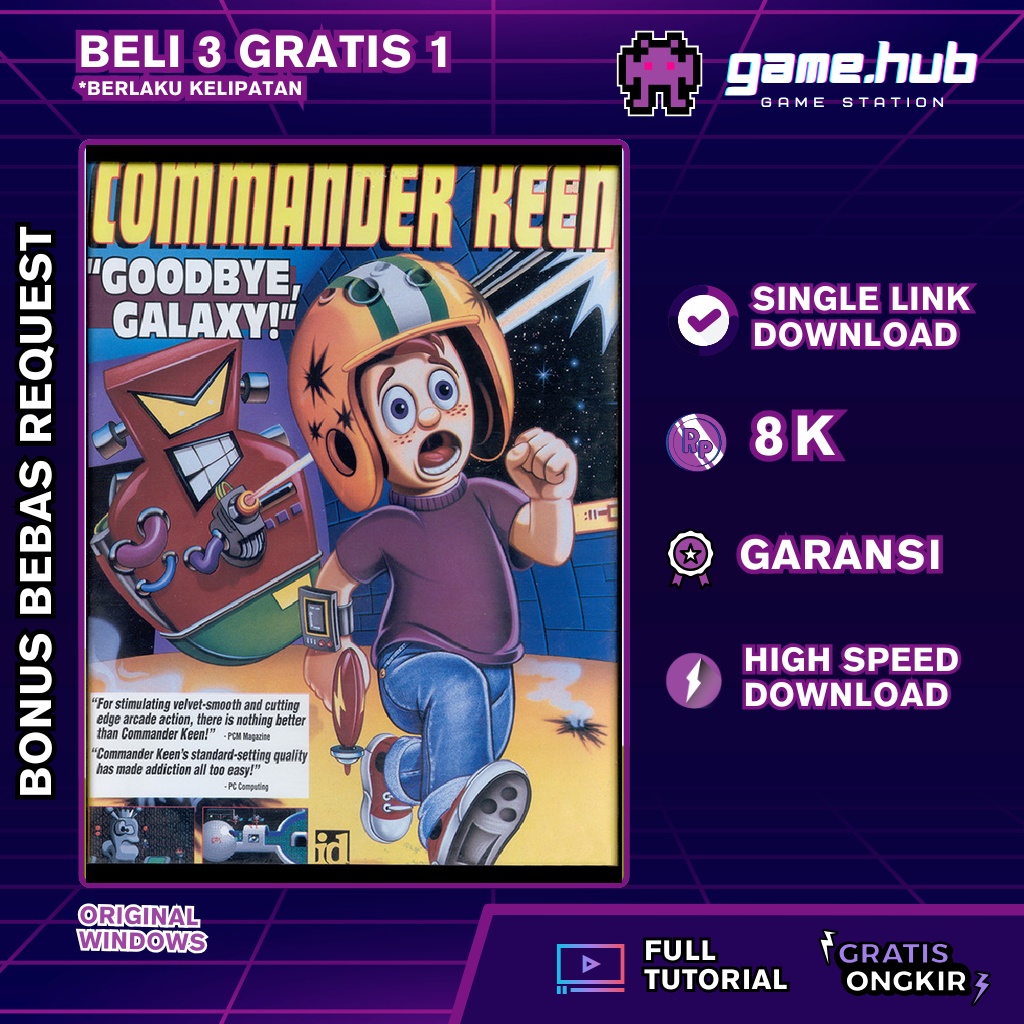 BELI 3 GRATIS 1
*BERLAKU KELIPATAN
game.hub
GAME STATION
BONUS BEBAS REQUEST
COMMANDER KEEN
"GOODBYE,
GALAXY!"
"For stimulating velvet-smooth and cutting
edge arcade action, there is nothing better
than Commander Keen!" - PCM Magazine
"Commander Keen's standard-setting quality
has made addiction all too easy!"
- PC Computing
id
SINGLE LINK
DOWNLOAD
Rp
8K
GARANSI
HIGH SPEED
DOWNLOAD
ORIGINAL
WINDOWS
FULL
TUTORIAL
GRATIS
ONGKIR